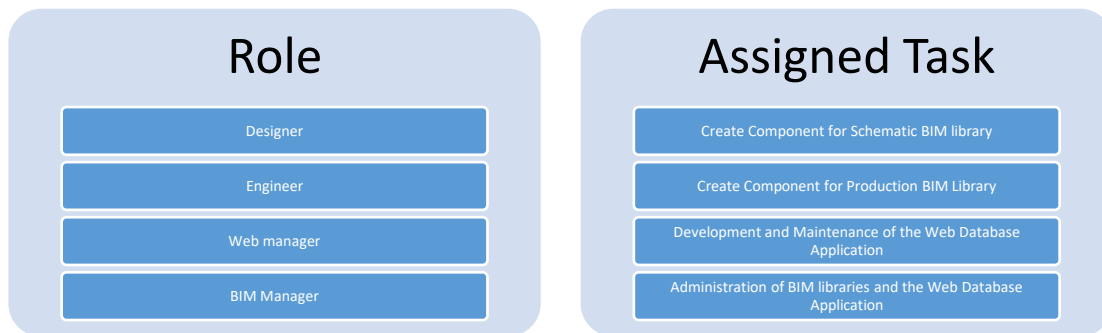 Role
Designer
Engineer
Web manager
BIM Manager
Assigned Task
Create Component for Schematic BIM library
Create Component for Production BIM Library
Development and Maintenance of the Web Database
Application
Administration of BIM libraries and the Web Database
Application